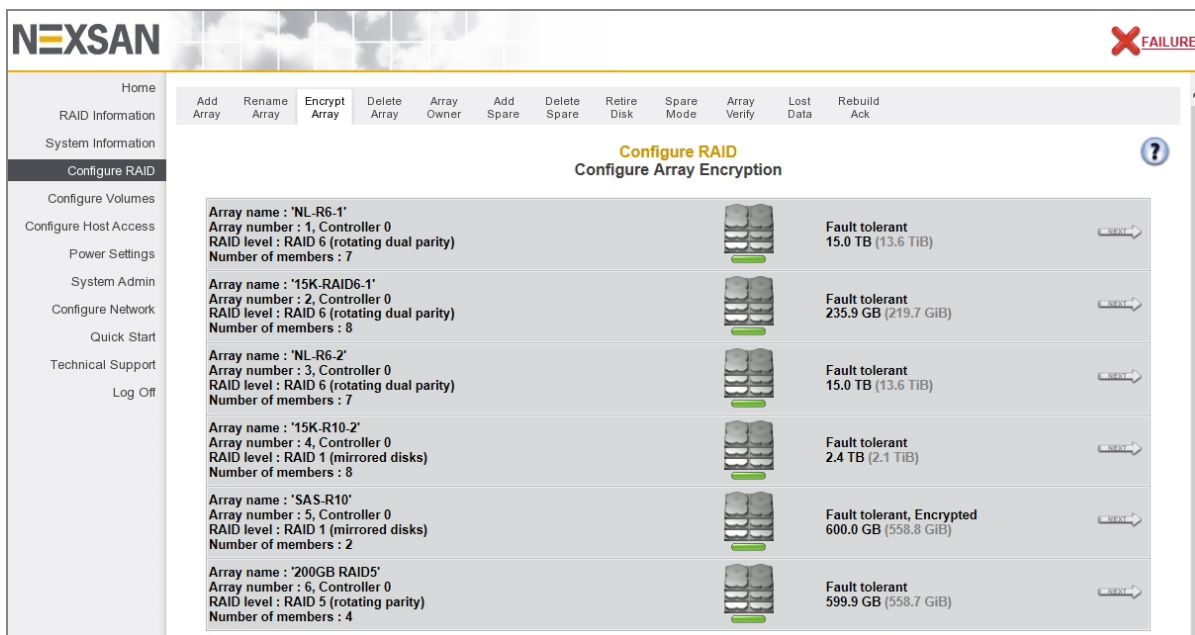 NEXSAN
FAILURE
Home
RAID Information
System Information
Configure RAID
Configure Volumes
Configure Host Access
Power Settings
System Admin
Configure Network
Quick Start
Technical Support
Log Off
Add Array
Rename Array
Encrypt Array
Delete Array
Array Owner
Add Spare
Delete Spare
Retire Disk
Spare Mode
Array Verify
Lost Data
Rebuild Ack
Configure RAID
Configure Array Encryption
?
Array name : 'NL-R6-1'
Array number : 1, Controller 0
RAID level : RAID 6 (rotating dual parity)
Number of members : 7
Fault tolerant
15.0 TB (13.6 TiB)
NEXT
Array name : '15K-RAID6-1'
Array number : 2, Controller 0
RAID level : RAID 6 (rotating dual parity)
Number of members : 8
Fault tolerant
235.9 GB (219.7 GiB)
NEXT
Array name : 'NL-R6-2'
Array number : 3, Controller 0
RAID level : RAID 6 (rotating dual parity)
Number of members : 7
Fault tolerant
15.0 TB (13.6 TiB)
NEXT
Array name : '15K-R10-2'
Array number : 4, Controller 0
RAID level : RAID 1 (mirrored disks)
Number of members : 8
Fault tolerant
2.4 TB (2.1 TiB)
NEXT
Array name : 'SAS-R10'
Array number : 5, Controller 0
RAID level : RAID 1 (mirrored disks)
Number of members : 2
Fault tolerant, Encrypted
600.0 GB (558.8 GiB)
NEXT
Array name : '200GB RAID5'
Array number : 6, Controller 0
RAID level : RAID 5 (rotating parity)
Number of members : 4
Fault tolerant
599.9 GB (558.7 GiB)
NEXT